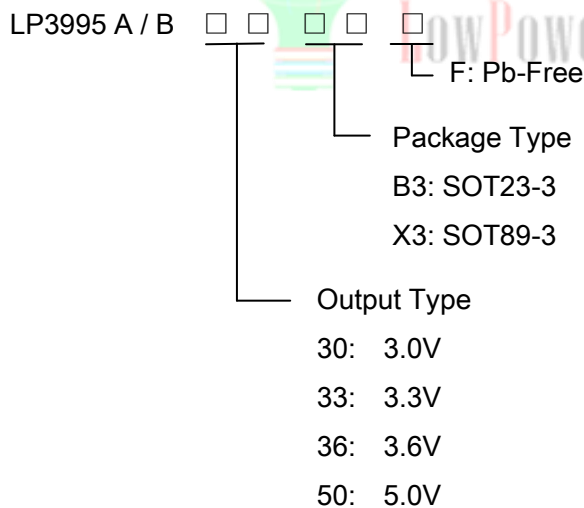 LP3995 A / B □ □ □ □ □
F: Pb-Free
Package Type
B3: SOT23-3
X3: SOT89-3
Output Type
30: 3.0V
33: 3.3V
36: 3.6V
50: 5.0V